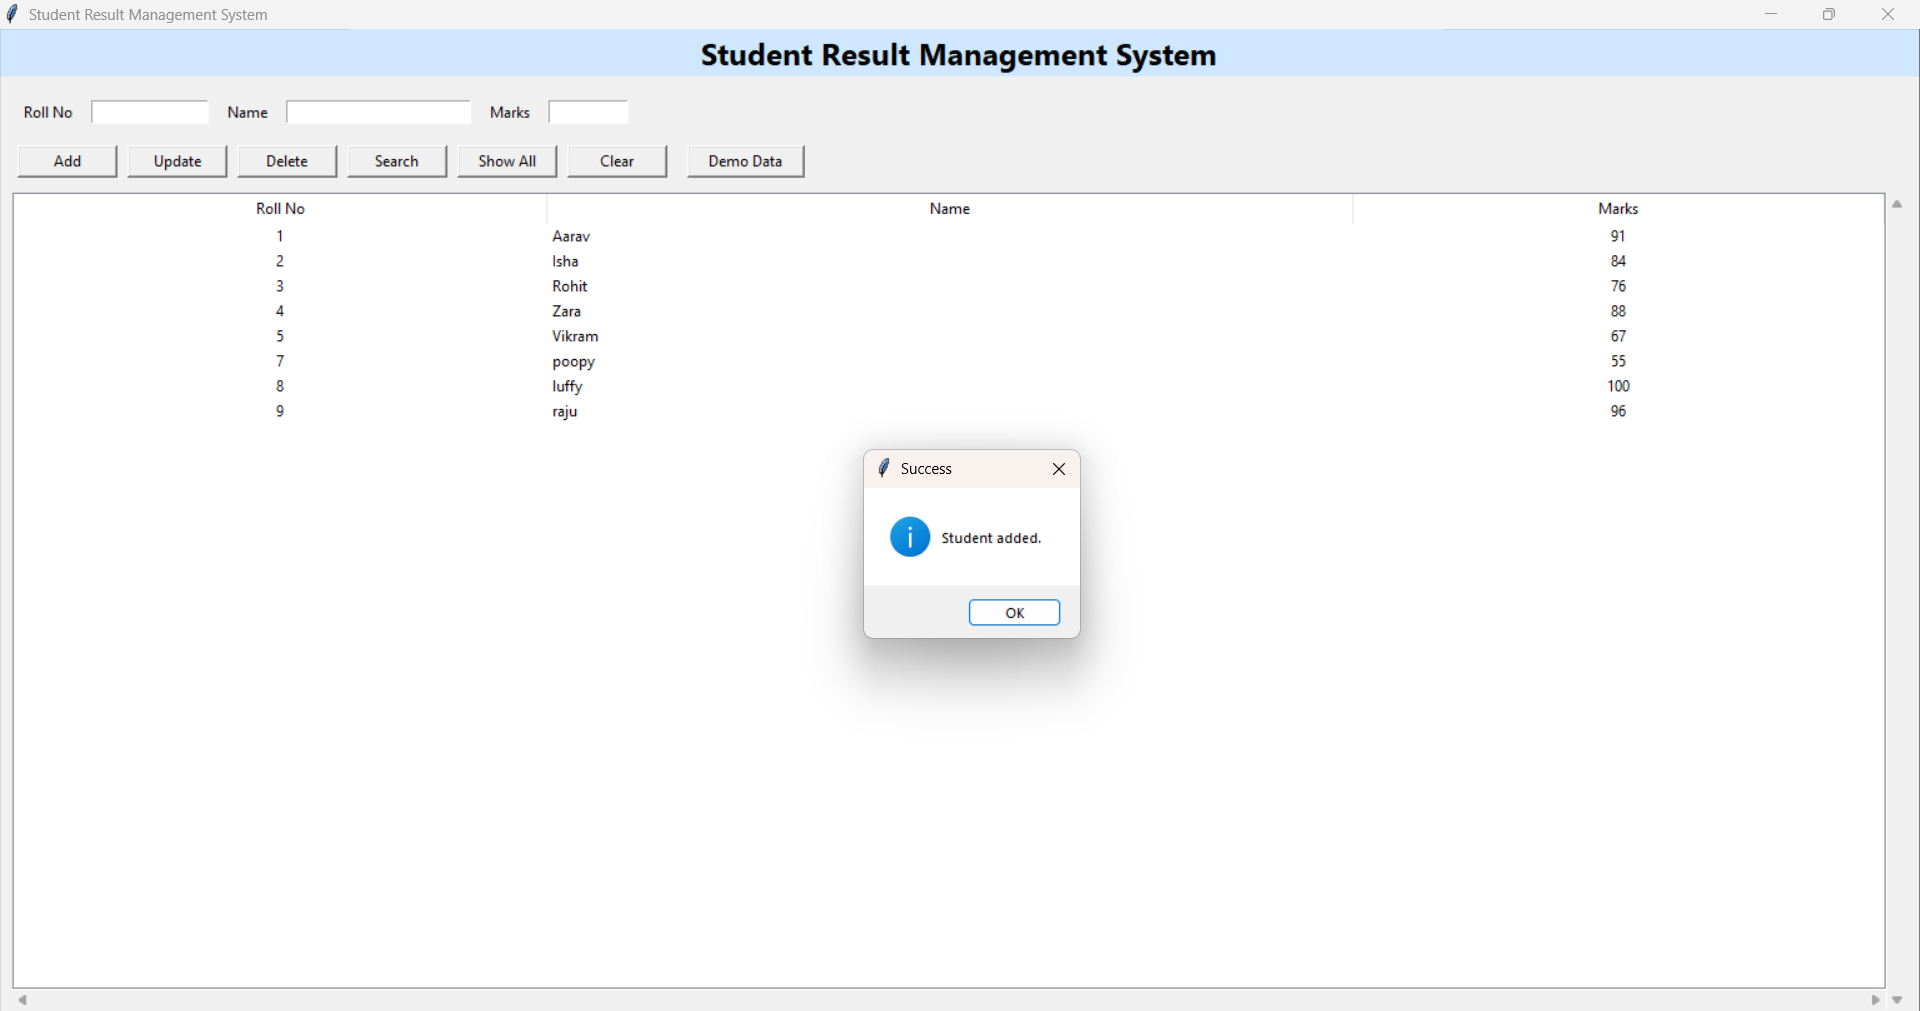 Student Result Management System
Student Result Management System
Roll No Name Marks
Add Update Delete Search Show All Clear Demo Data
Roll No Name Marks
1 Aarav 91
2 Isha 84
3 Rohit 76
4 Zara 88
5 Vikram 67
7 poopy 55
8 luffy 100
9 raju 96
Success
Student added.
OK